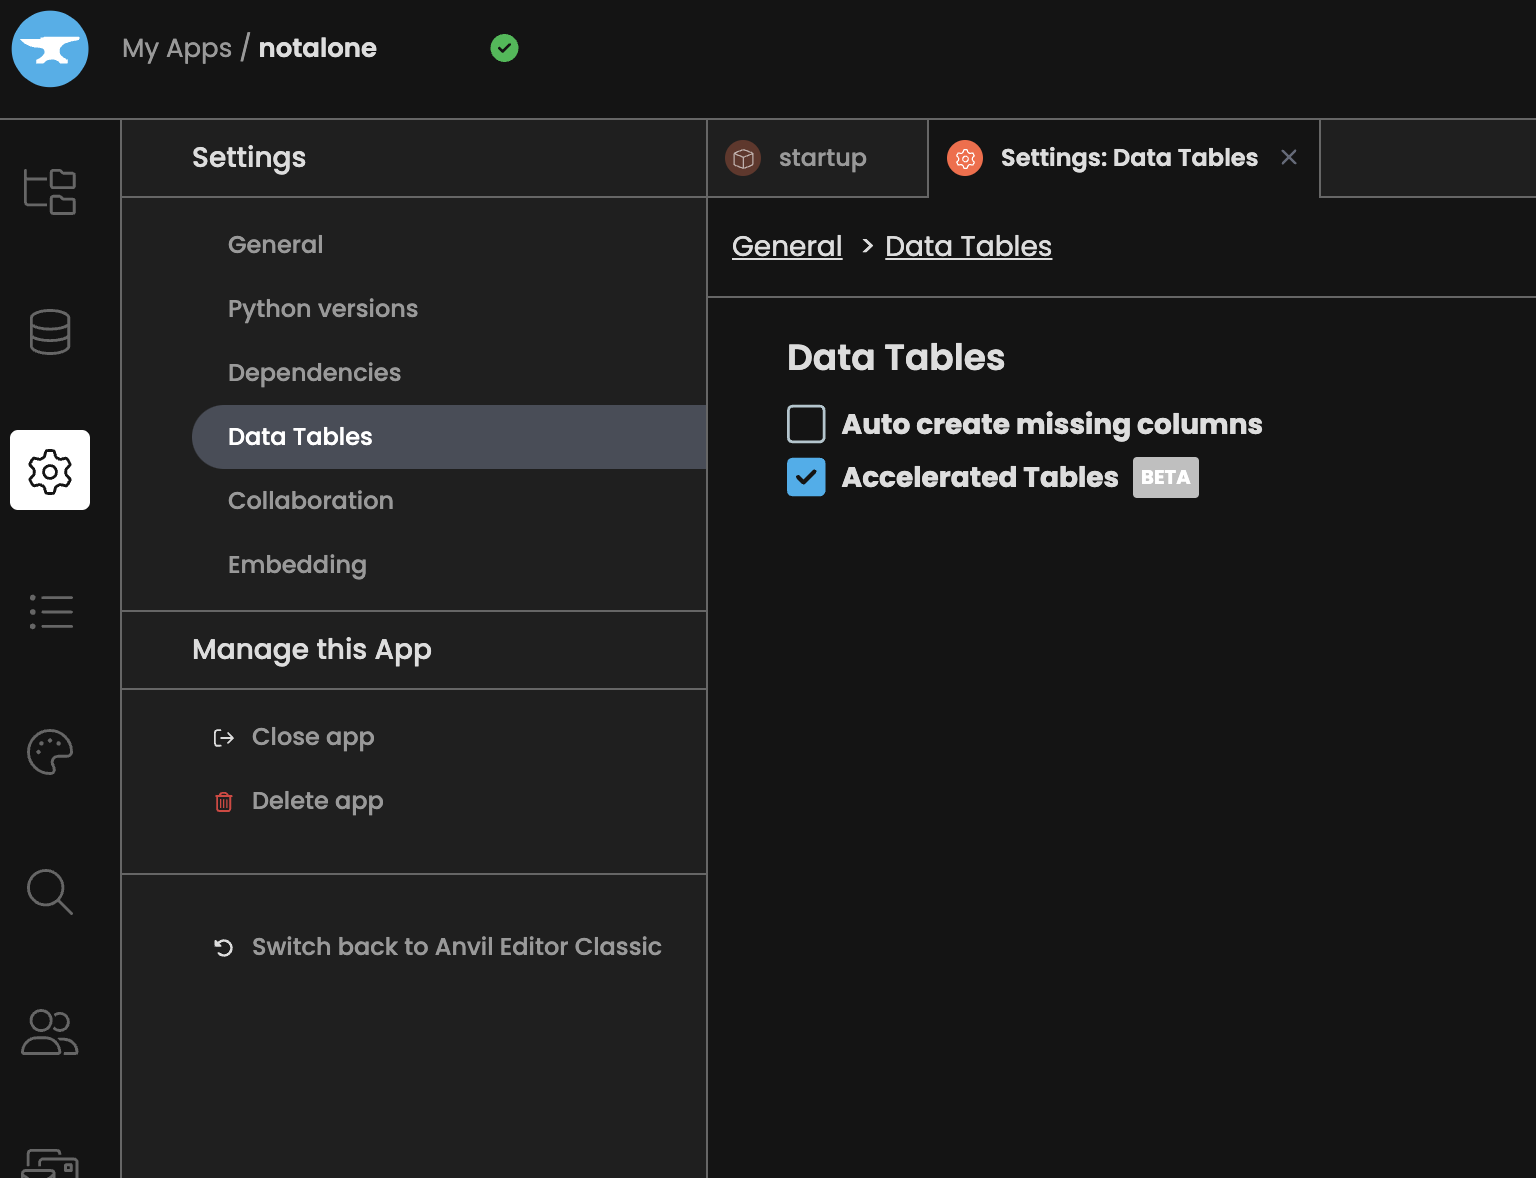 My Apps / notalone
Settings
General
Python versions
Dependencies
Data Tables
Collaboration
Embedding
Manage this App
Close app
Delete app
Switch back to Anvil Editor Classic
startup
Settings: Data Tables
General > Data Tables
Data Tables
Auto create missing columns
Accelerated Tables BETA